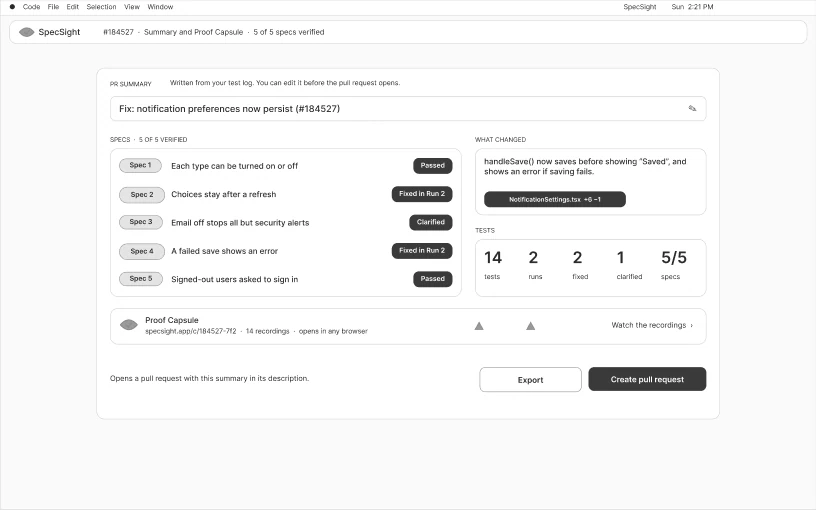 Code File Edit Selection View Window SpecSight Sun 2:21 PM
SpecSight #184527 · Summary and Proof Capsule · 5 of 5 specs verified
PR SUMMARY Written from your test log. You can edit it before the pull request opens.
Fix: notification preferences now persist (#184527)
SPECS · 5 OF 5 VERIFIED
Spec 1 Each type can be turned on or off Passed
Spec 2 Choices stay after a refresh Fixed in Run 2
Spec 3 Email off stops all but security alerts Clarified
Spec 4 A failed save shows an error Fixed in Run 2
Spec 5 Signed-out users asked to sign in Passed
WHAT CHANGED
handleSave() now saves before showing “Saved”, and
shows an error if saving fails.
NotificationSettings.tsx +6 −1
TESTS
14 2 2 1 5/5
tests runs fixed clarified specs
Proof Capsule
specsight.app/c/184527-7f2 · 14 recordings · opens in any browser
Watch the recordings ›
Opens a pull request with this summary in its description.
Export
Create pull request